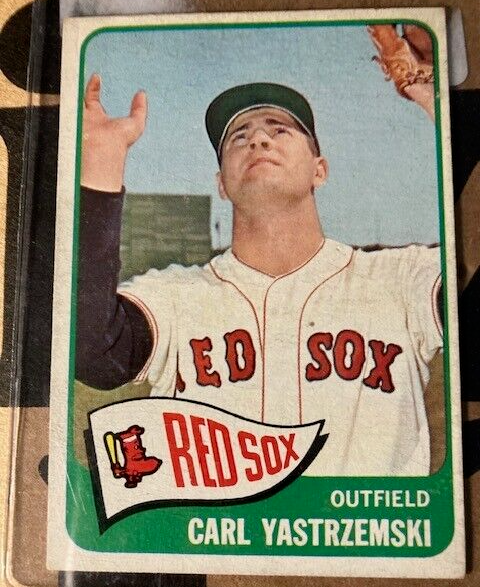 RED SOX
RED SOX
OUTFIELD
CARL YASTRZEMSKI